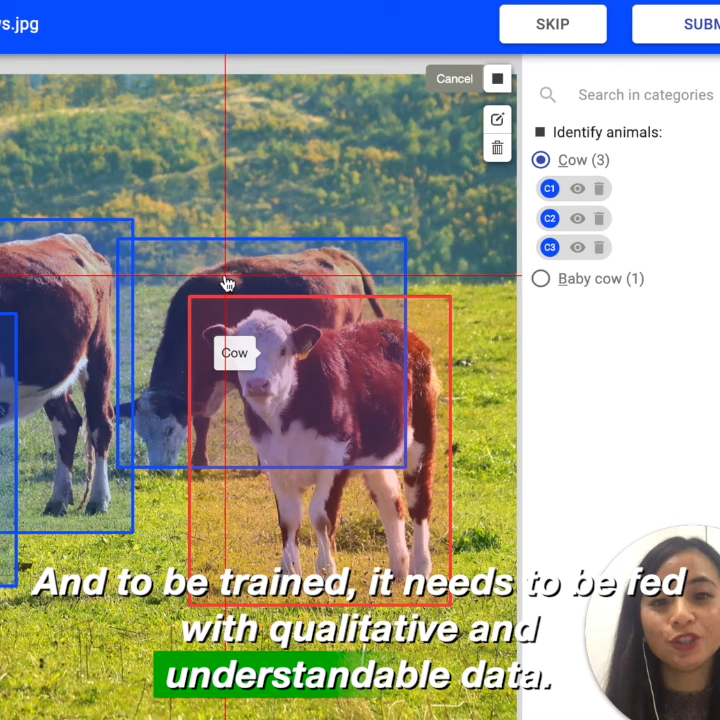 s.jpg
SKIP
SUBM
Cancel
Search in categories
Identify animals:
Cow (3)
C1
C2
C3
Baby cow (1)
Cow
And to be trained, it needs to be fed
with qualitative and
understandable data.